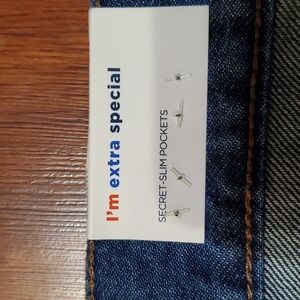 I'm extra special
SECRET-SLIM POCKETS